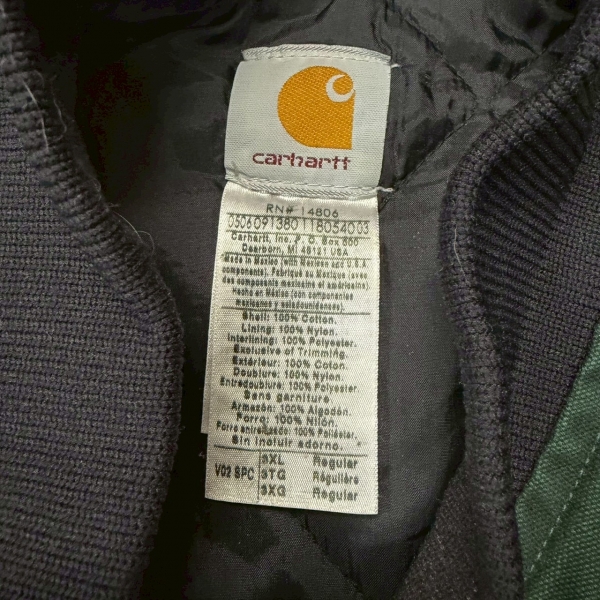 carhartt
RN# 14806
0306091380118054003
Carhartt, Inc. P. O. Box 600
Dearborn, MI 48121 USA
Made in Mexico (with Mexican and U.S.A.
components). Fabriqué au Mexique (avec
des composants mexicains et américains).
Hecho en México (con componentes
mexicanos y estadounidenses).
Shell: 100% Cotton.
Lining: 100% Nylon.
Interlining: 100% Polyester.
Exclusive of Trimming.
Extérieur: 100% Coton.
Doublure: 100% Nylon.
Entredoublure: 100% Polyester.
Sans garniture.
Armazón: 100% Algodón.
Forro: 100% Nilón.
Forro entretallado: 100% Poliéster.
Sin incluir adorno.
3XL Regular
V02 SPC 3TG Régulière
3XG Regular